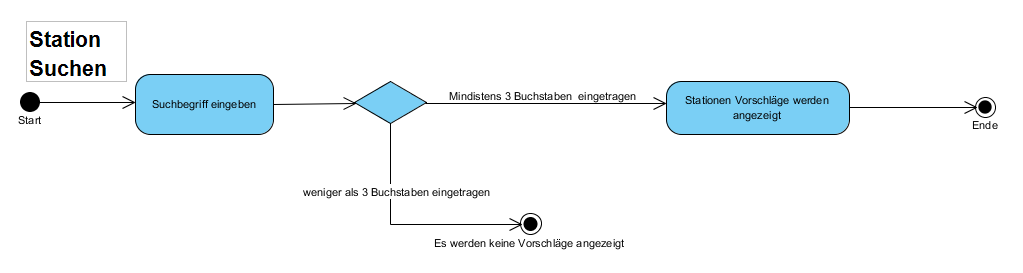 Station
Suchen
Start
Suchbegriff eingeben
Mindistens 3 Buchstaben eingetragen
Stationen Vorschläge werden
angezeigt
Ende
weniger als 3 Buchstaben eingetragen
Es werden keine Vorschläge angezeigt